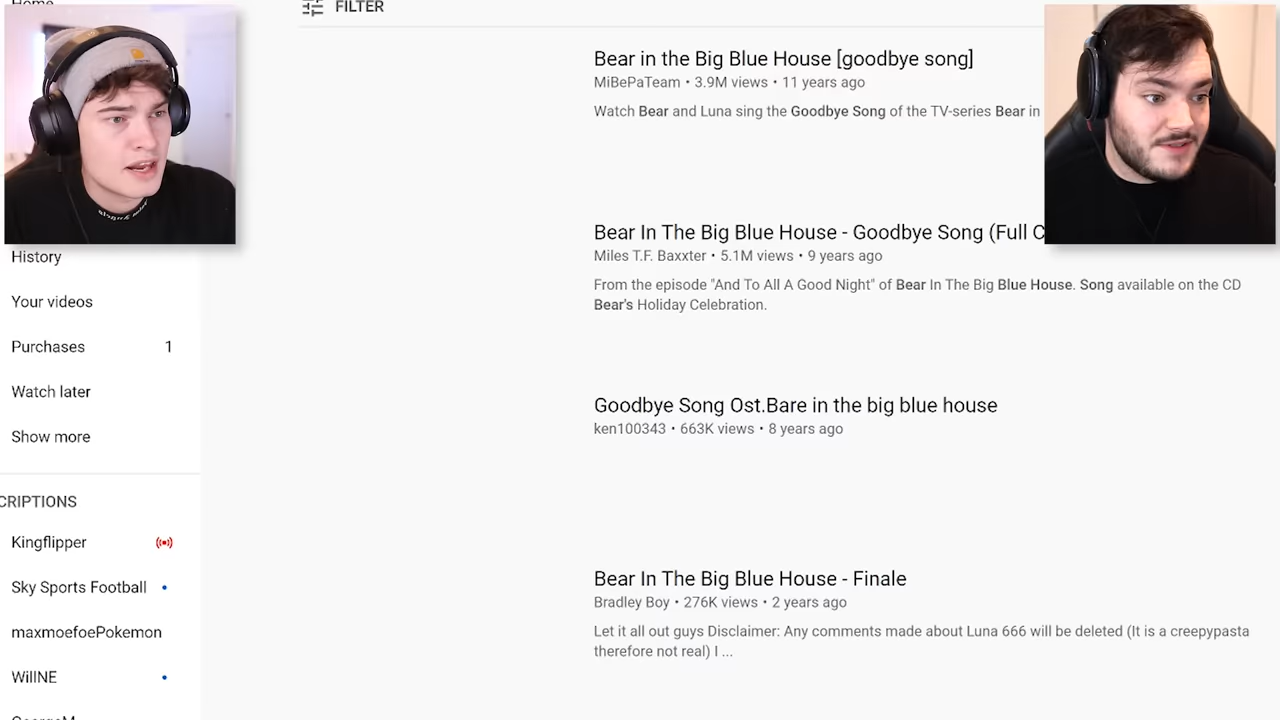 Home
FILTER
Bear in the Big Blue House [goodbye song]
MiBePaTeam • 3.9M views • 11 years ago
Watch Bear and Luna sing the Goodbye Song of the TV-series Bear in
Bear In The Big Blue House - Goodbye Song (Full C
Miles T.F. Baxxter • 5.1M views • 9 years ago
From the episode "And To All A Good Night" of Bear In The Big Blue House. Song available on the CD
Bear's Holiday Celebration.
Goodbye Song Ost.Bare in the big blue house
ken100343 • 663K views • 8 years ago
Bear In The Big Blue House - Finale
Bradley Boy • 276K views • 2 years ago
Let it all out guys Disclaimer: Any comments made about Luna 666 will be deleted (It is a creepypasta
therefore not real) I ...
History
Your videos
Purchases 1
Watch later
Show more
CRIPTIONS
Kingflipper
Sky Sports Football •
maxmoefoePokemon
WillNE •
GeorgeM